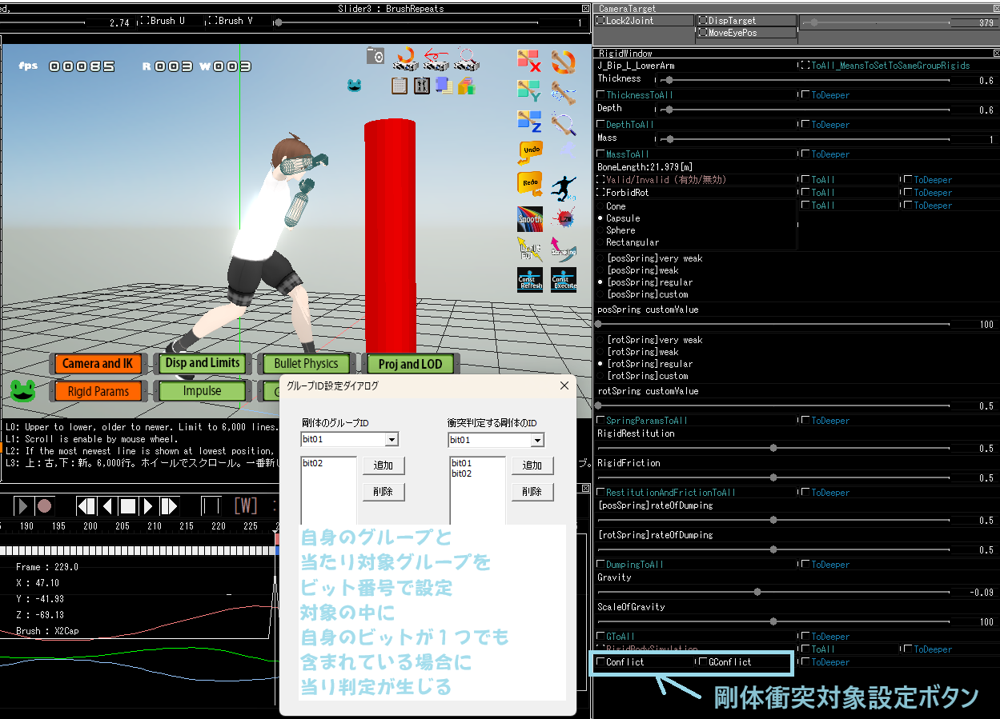 ed,
Slider3 : BrushRepeats
2.74
Brush U
Brush V
1
fps 00085 R003 W003
X
Y
Z
Undo
Redo
Smooth
LZW
Const
Refresh
Const
Execute
Camera and IK
Disp and Limits
Bullet Physics
Proj and LOD
Rigid Params
Impulse
L0: Upper to lower, older to newer. Limit to 6,000 lines.
L1: Scroll is enable by mouse wheel.
L2: If the most newest line is shown at lowest position,
L3: 上：古,下：新。6,000行。ホイールでスクロール。一番新し
ブ。
[W]
190 195 200 205 210 215 220 225
Frame : 229.0
X : 47.10
Y : -41.93
Z : -69.13
Brush : X2Cap
グループID設定ダイアログ
剛体のグループID
衝突判定する剛体のID
bit01
bit01
bit02
追加
削除
bit01
bit02
追加
削除
自身のグループと
当たり対象グループを
ビット番号で設定
対象の中に
自身のビットが１つでも
含まれている場合に
当り判定が生じる
CameraTarget
Lock2Joint
DispTarget
379
MoveEyePos
RigidWindow
J_Bip_L_LowerArm
ToAll_MeansToSetToSameGroupRigids
Thickness
0.6
ThicknessToAll
ToDeeper
Depth
0.6
DepthToAll
ToDeeper
Mass
1
MassToAll
ToDeeper
BoneLength:21.979[m]
Valid/Invalid (有効/無効)
ToAll
ToDeeper
ForbidRot
ToAll
ToDeeper
Cone
ToAll
ToDeeper
Capsule
Sphere
Rectangular
[posSpring]very weak
[posSpring]weak
[posSpring]regular
[posSpring]custom
posSpring customValue
100
[rotSpring]very weak
[rotSpring]weak
[rotSpring]regular
[rotSpring]custom
rotSpring customValue
0.5
SpringParamsToAll
ToDeeper
RigidRestitution
0.5
RigidFriction
0.5
RestitutionAndFrictionToAll
ToDeeper
[posSpring]rateOfDumping
0.5
[rotSpring]rateOfDumping
0.5
DumpingToAll
ToDeeper
Gravity
-0.09
ScaleOfGravity
100
GToAll
ToDeeper
RigidBodySimulation
ToAll
ToDeeper
Conflict
GConflict
ToDeeper
剛体衝突対象設定ボタン